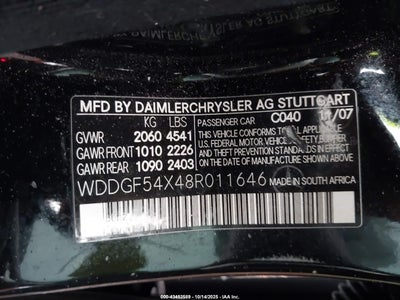 MFD BY DAIMLERCHRYSLER AG STUTTGART
KG LBS PASSENGER CAR C040 11/07
GVWR 2060 4541
GAWR FRONT 1010 2226
GAWR REAR 1090 2403
THIS VEHICLE CONFORMS TO ALL APPLICABLE
U.S. FEDERAL MOTOR VEHICLE SAFETY BUMPER
AND THEFT PREVENTION STANDARDS IN EFFECT
ON THE DATE OF MANUFACTURE SHOWN ABOVE
WDDGF54X48R011646 MADE IN SOUTH AFRICA
000-43452559 - 10/14/2025 - IAA Inc.